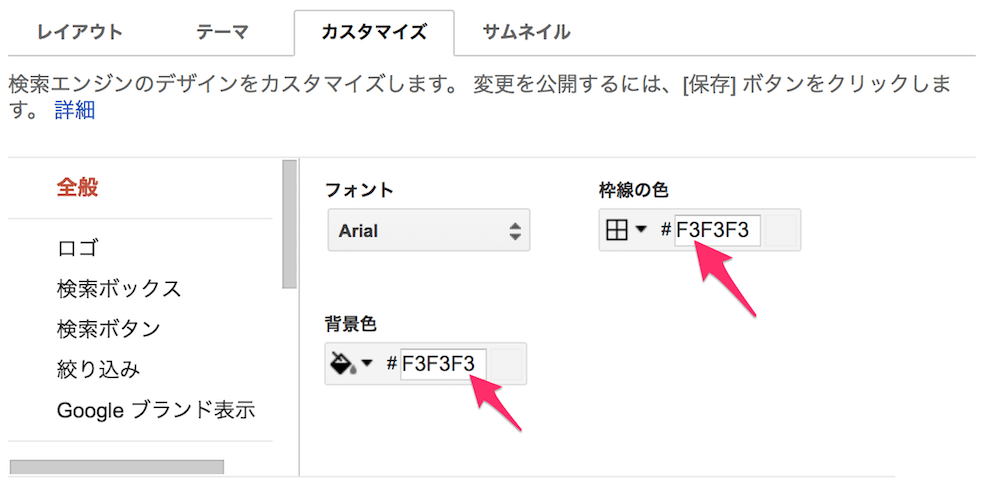 レイアウト テーマ カスタマイズ サムネイル
検索エンジンのデザインをカスタマイズします。 変更を公開するには、[保存] ボタンをクリックしま
す。 詳細
全般
ロゴ
検索ボックス
検索ボタン
絞り込み
Google ブランド表示
フォント 枠線の色
Arial # F3F3F3
背景色
# F3F3F3